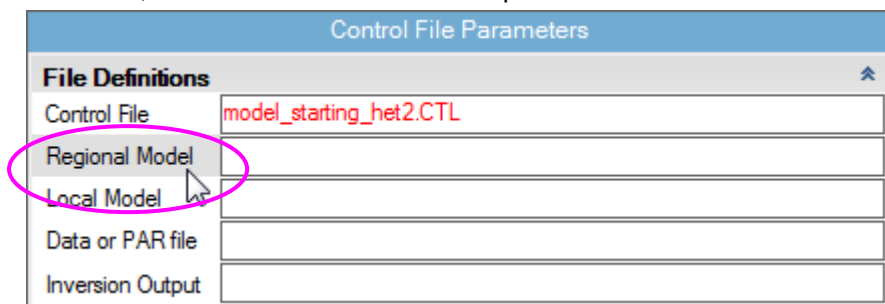 Control File Parameters
File Definitions
Control File model_starting_het2.CTL
Regional Model
Local Model
Data or PAR file
Inversion Output